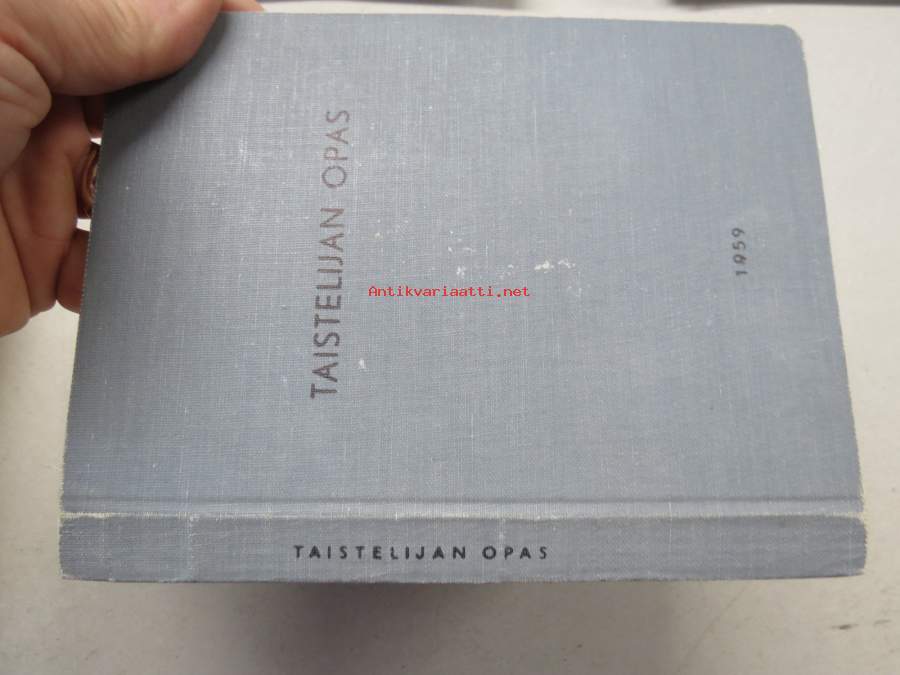 TAISTELIJAN OPAS
1959
Antikvariaatti.net
TAISTELIJAN OPAS